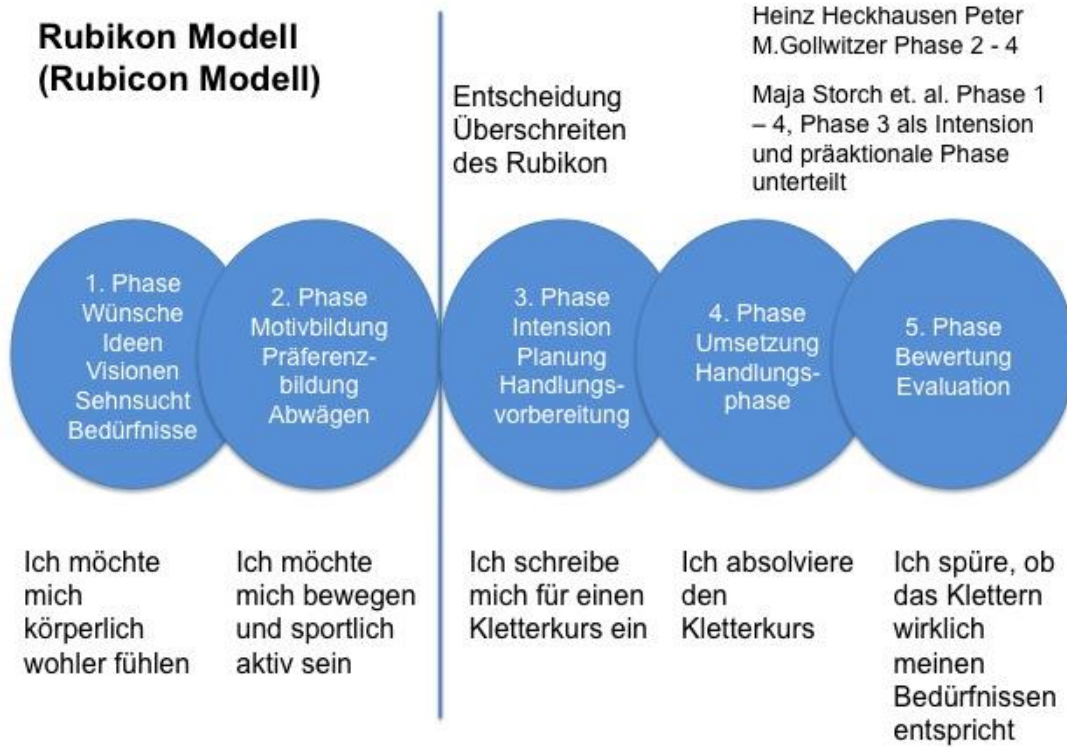 Rubikon Modell
(Rubicon Modell)
Entscheidung
Überschreiten
des Rubikon
Heinz Heckhausen Peter
M.Gollwitzer Phase 2 - 4
Maja Storch et. al. Phase 1
– 4, Phase 3 als Intension
und präaktionale Phase
unterteilt
1. Phase
Wünsche
Ideen
Visionen
Sehnsucht
Bedürfnisse
2. Phase
Motivbildung
Präferenz-
bildung
Abwägen
3. Phase
Intension
Planung
Handlungs-
vorbereitung
4. Phase
Umsetzung
Handlungs-
phase
5. Phase
Bewertung
Evaluation
Ich möchte
mich
körperlich
wohler fühlen
Ich möchte
mich bewegen
und sportlich
aktiv sein
Ich schreibe
mich für einen
Kletterkurs ein
Ich absolviere
den
Kletterkurs
Ich spüre, ob
das Klettern
wirklich
meinen
Bedürfnissen
entspricht